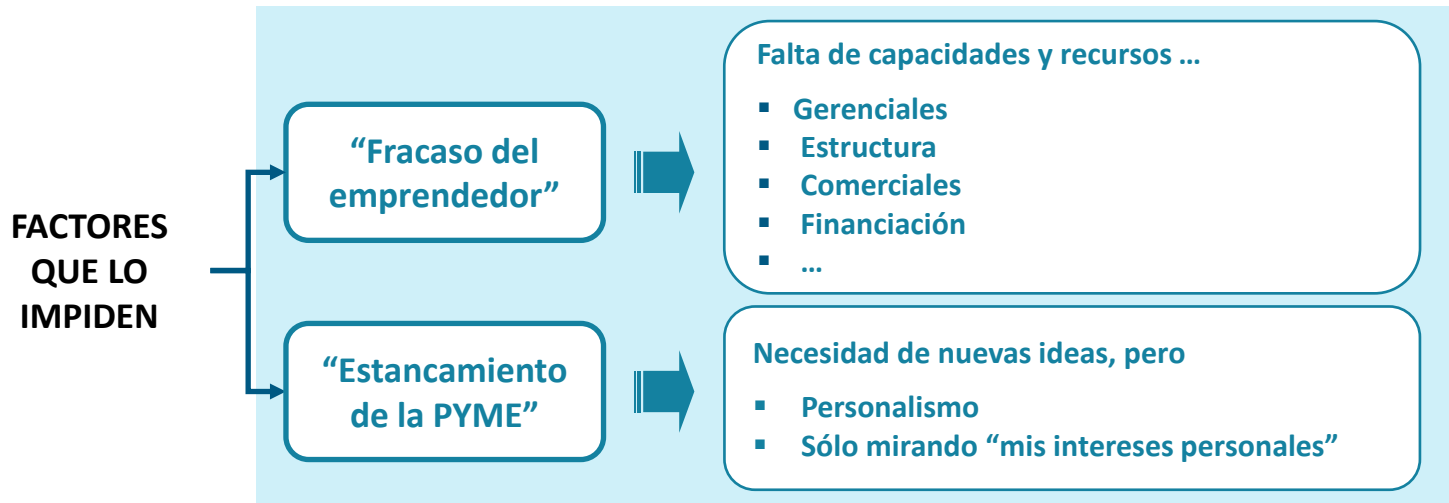 FACTORES
QUE LO
IMPIDEN
“Fracaso del
emprendedor”
Falta de capacidades y recursos …
▪ Gerenciales
▪ Estructura
▪ Comerciales
▪ Financiación
▪ …
“Estancamiento
de la PYME”
Necesidad de nuevas ideas, pero
▪ Personalismo
▪ Sólo mirando “mis intereses personales”